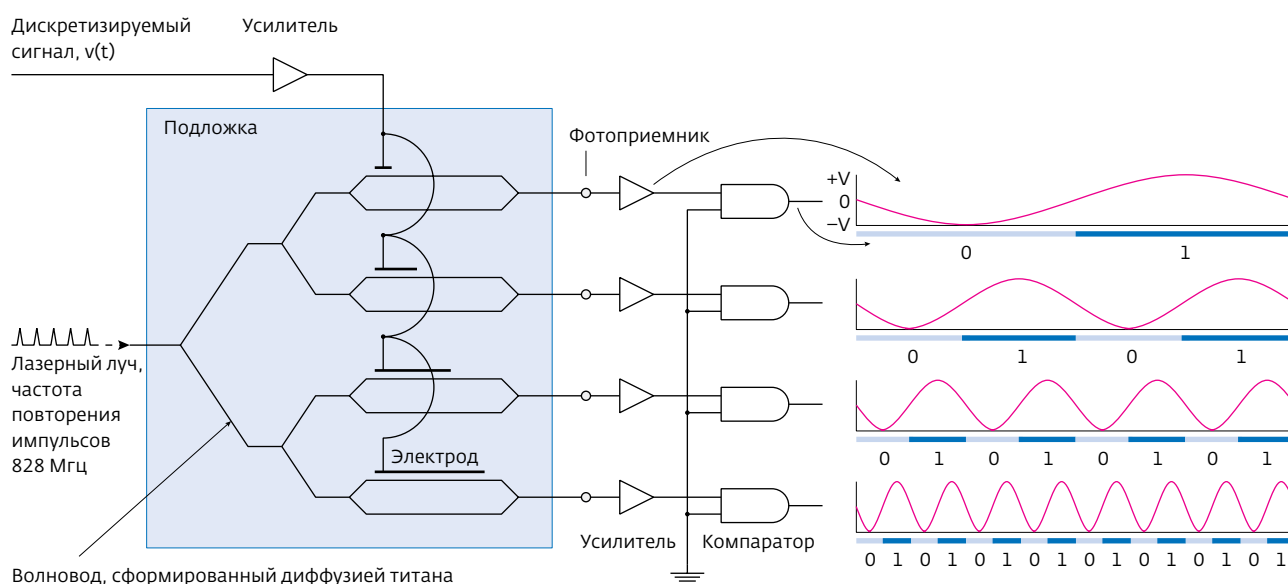 Дискретизируемый
сигнал, v(t)
Усилитель
Подложка
Фотоприемник
+V
0
–V
0 1
0 1 0 1
Лазерный луч,
частота
повторения
импульсов
828 Мгц
Электрод
0 1 0 1 0 1 0 1
Усилитель
Компаратор
0 1 0 1 0 1 0 1 0 1 0 1 0 1 0 1
Волновод, сформированный диффузией титана